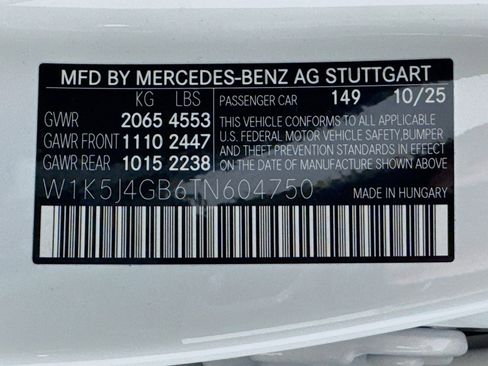 MFD BY MERCEDES-BENZ AG STUTTGART
KG LBS PASSENGER CAR 149 10/25
GVWR 2065 4553
GAWR FRONT 1110 2447
GAWR REAR 1015 2238
THIS VEHICLE CONFORMS TO ALL APPLICABLE
U.S. FEDERAL MOTOR VEHICLE SAFETY,BUMPER
AND THEFT PREVENTION STANDARDS IN EFFECT
ON THE DATE OF MANUFACTURE SHOWN ABOVE.
W1K5J4GB6TN604750
MADE IN HUNGARY